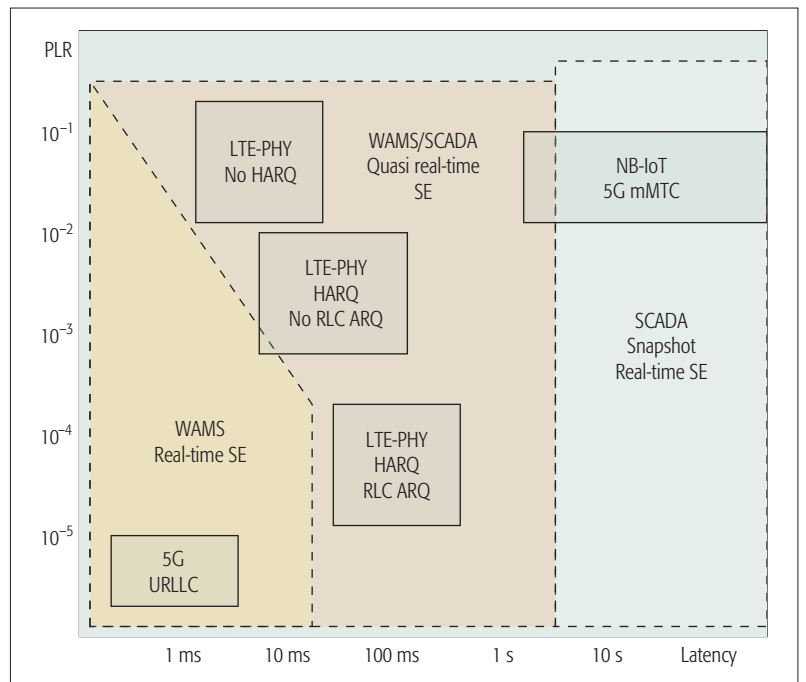 PLR
10⁻¹
10⁻²
10⁻³
10⁻⁴
10⁻⁵
LTE-PHY
No HARQ
WAMS/SCADA
Quasi real-time
SE
NB-IoT
5G mMTC
LTE-PHY
HARQ
No RLC ARQ
SCADA
Snapshot
Real-time SE
WAMS
Real-time SE
LTE-PHY
HARQ
RLC ARQ
5G
URLLC
1 ms 10 ms 100 ms 1 s 10 s Latency